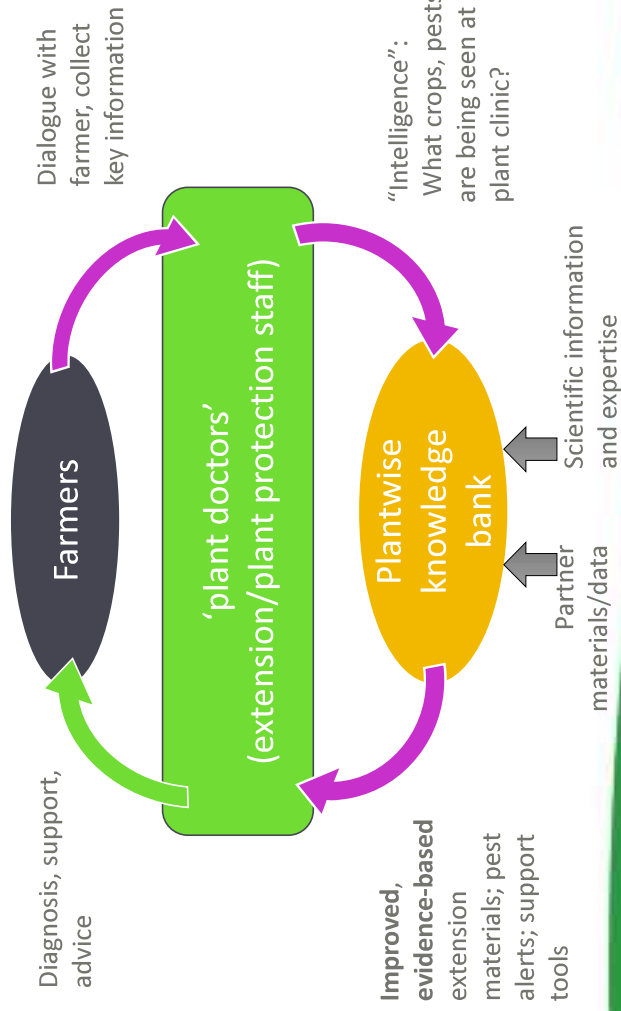 Diagnosis, support,
advice
Farmers
Dialogue with
farmer, collect
key information
‘plant doctors’
(extension/plant protection staff)
Improved,
evidence-based
extension
materials; pest
alerts; support
tools
Plantwise
knowledge
bank
“Intelligence”:
What crops, pests
are being seen at
plant clinic?
Partner
materials/data
Scientific information
and expertise